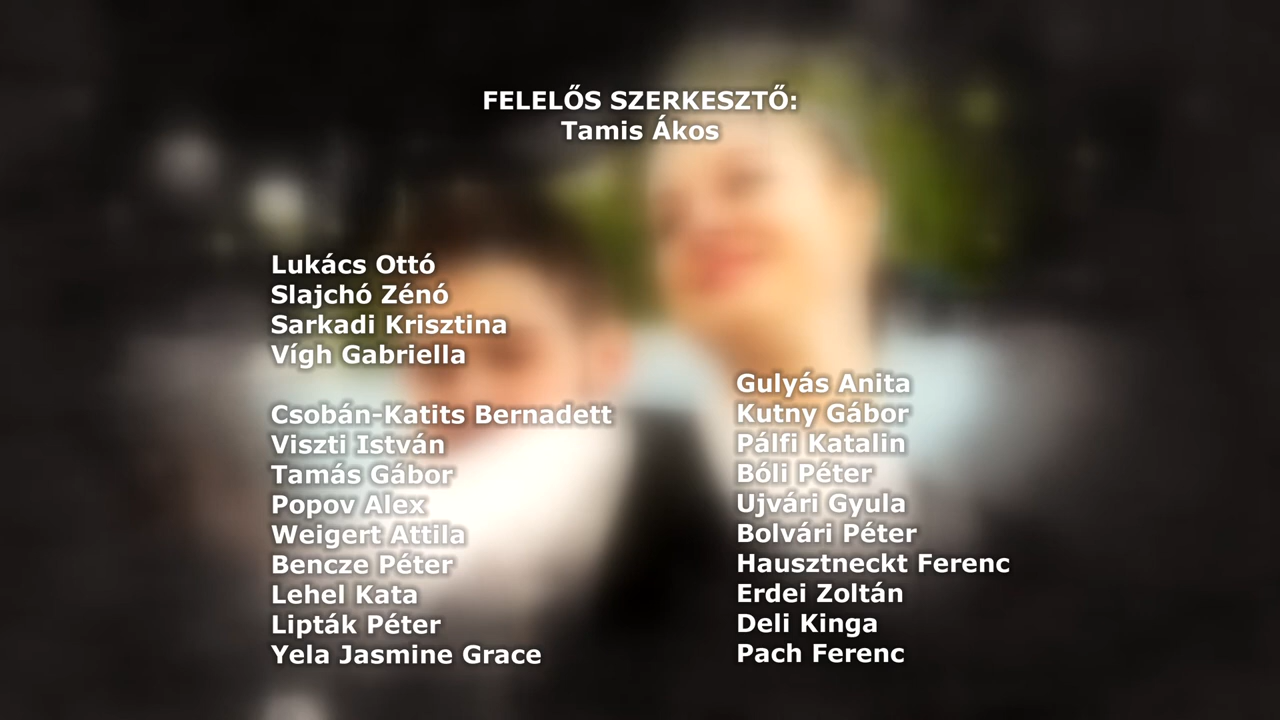 FELELŐS SZERKESZTŐ:
Tamis Ákos
Lukács Ottó
Slajchó Zénó
Sarkadi Krisztina
Vígh Gabriella
Csobán-Katits Bernadett
Viszti István
Tamás Gábor
Popov Alex
Weigert Attila
Bencze Péter
Lehel Kata
Lipták Péter
Yela Jasmine Grace
Gulyás Anita
Kutny Gábor
Pálfi Katalin
Bóli Péter
Ujvári Gyula
Bolvári Péter
Hausztneckt Ferenc
Erdei Zoltán
Deli Kinga
Pach Ferenc